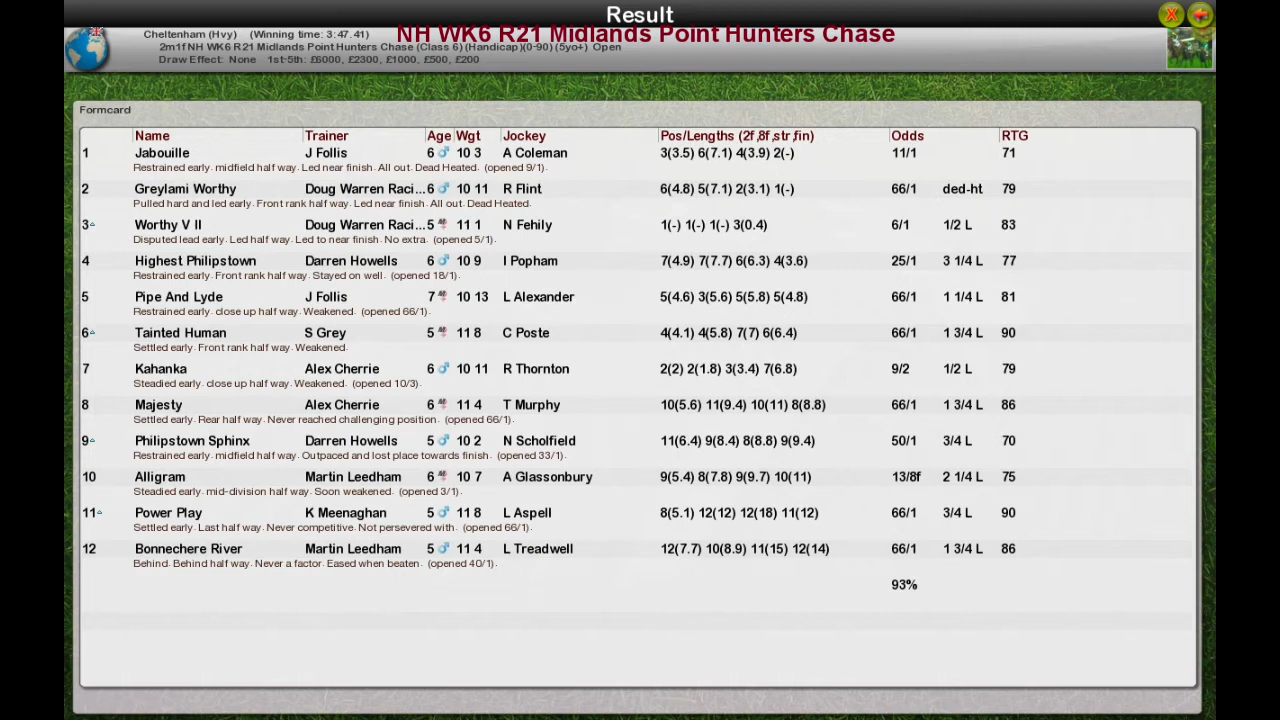 Result
NH WK6 R21 Midlands Point Hunters Chase
Cheltenham (Hvy) (Winning time: 3:47.41)
2m1f NH WK6 R21 Midlands Point Hunters Chase (Class 6) (Handicap)(0-90) (5yo+) Open
Draw Effect: None 1st-5th: £6000, £2300, £1000, £500, £200
Formcard
Name Trainer Age Wgt Jockey Pos/Lengths (2f,8f,str,fin) Odds RTG
1 Jabouille J Follis 6 10 3 A Coleman 3(3.5) 6(7.1) 4(3.9) 2(-) 11/1 71
Restrained early. midfield half way. Led near finish. All out. Dead Heated. (opened 9/1).
2 Greylami Worthy Doug Warren Raci... 6 10 11 R Flint 6(4.8) 5(7.1) 2(3.1) 1(-) 66/1 ded-ht 79
Pulled hard and led early. Front rank half way. Led near finish. All out. Dead Heated.
3 Worthy V II Doug Warren Raci... 5 11 1 N Fehily 1(-) 1(-) 1(-) 3(0.4) 6/1 1/2 L 83
Disputed lead early. Led half way. Led to near finish. No extra. (opened 5/1).
4 Highest Philipstown Darren Howells 6 10 9 I Popham 7(4.9) 7(7.7) 6(6.3) 4(3.6) 25/1 3 1/4 L 77
Restrained early. Front rank half way. Stayed on well. (opened 18/1).
5 Pipe And Lyde J Follis 7 10 13 L Alexander 5(4.6) 3(5.6) 5(5.8) 5(4.8) 66/1 1 1/4 L 81
Restrained early. close up half way. Weakened. (opened 66/1).
6 Tainted Human S Grey 5 11 8 C Poste 4(4.1) 4(5.8) 7(7) 6(6.4) 66/1 1 3/4 L 90
Settled early. Front rank half way. Weakened.
7 Kahanka Alex Cherrie 6 10 11 R Thornton 2(2) 2(1.8) 3(3.4) 7(6.8) 9/2 1/2 L 79
Steadied early. close up half way. Weakened. (opened 10/3).
8 Majesty Alex Cherrie 6 11 4 T Murphy 10(5.6) 11(9.4) 10(11) 8(8.8) 66/1 1 3/4 L 86
Settled early. Rear half way. Never reached challenging position. (opened 66/1).
9 Philipstown Sphinx Darren Howells 5 10 2 N Scholfield 11(6.4) 9(8.4) 8(8.8) 9(9.4) 50/1 3/4 L 70
Restrained early. midfield half way. Outpaced and lost place towards finish. (opened 33/1).
10 Alligram Martin Leedham 6 10 7 A Glassonbury 9(5.4) 8(7.8) 9(9.7) 10(11) 13/8f 2 1/4 L 75
Steadied early. mid-division half way. Soon weakened. (opened 3/1).
11 Power Play K Meenaghan 5 11 8 L Aspell 8(5.1) 12(12) 12(18) 11(12) 66/1 3/4 L 90
Settled early. Last half way. Never competitive. Not persevered with. (opened 66/1).
12 Bonnechere River Martin Leedham 5 11 4 L Treadwell 12(7.7) 10(8.9) 11(15) 12(14) 66/1 1 3/4 L 86
Behind. Behind half way. Never a factor. Eased when beaten. (opened 40/1).
93%